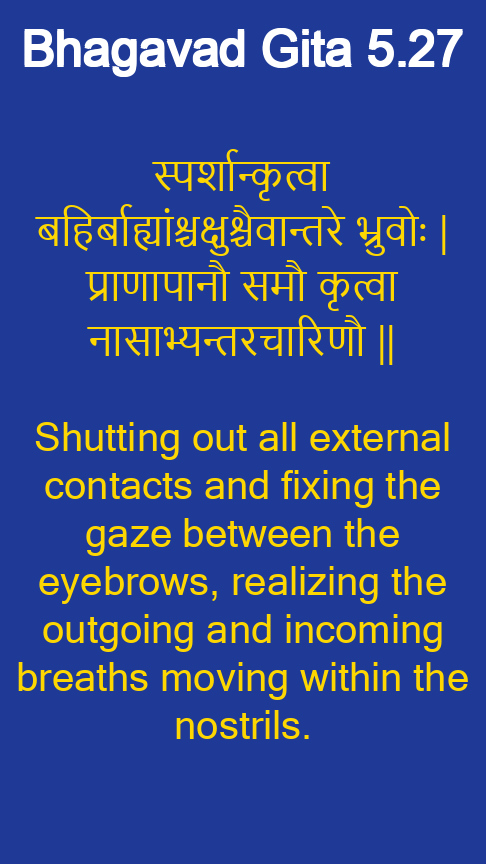 Bhagavad Gita 5.27
स्पर्शान्कृत्वा
बहिर्बाह्यांश्चक्षुश्चैवान्तरे भ्रुवोः |
प्राणापानौ समौ कृत्वा
नासाभ्यन्तरचारिणौ ||
Shutting out all external
contacts and fixing the
gaze between the
eyebrows, realizing the
outgoing and incoming
breaths moving within the
nostrils.